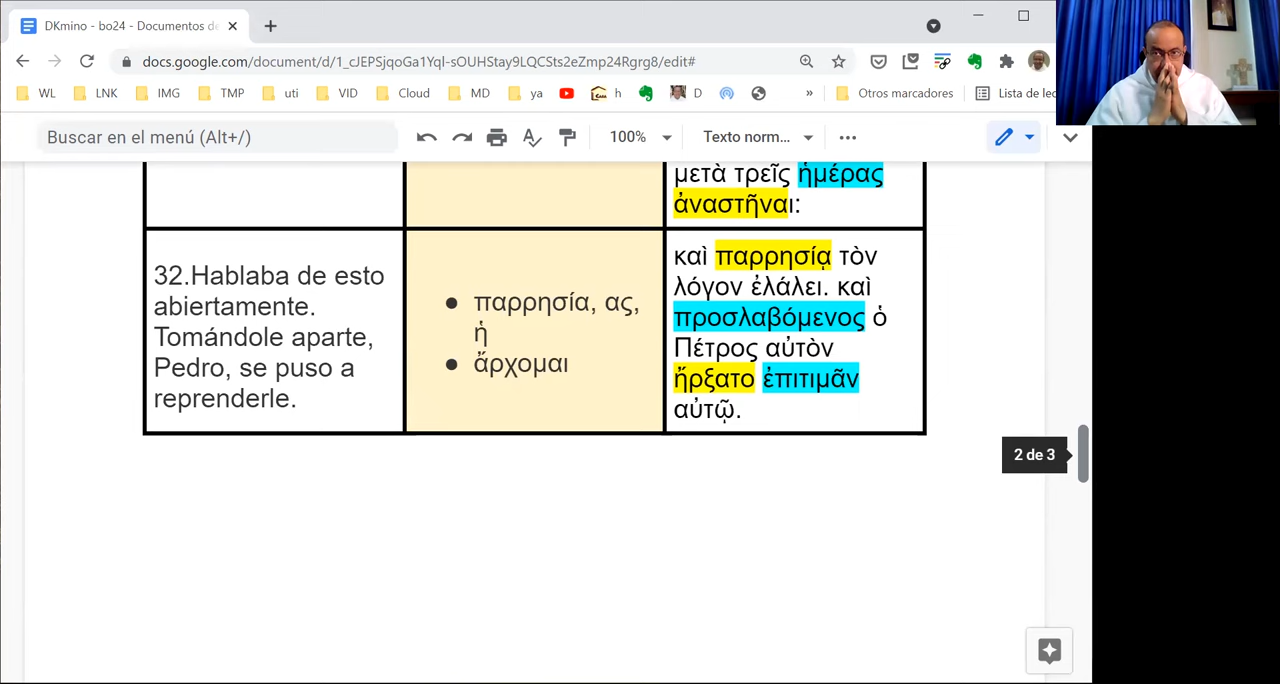 DKmino - bo24 - Documentos de
docs.google.com/document/d/1_cJEPSjqoGa1YqI-sOUHStay9LQCSts2eZmp24Rgrg8/edit#
WL LNK IMG TMP uti VID Cloud MD ya h D » Otros marcadores Lista de lec
Buscar en el menú (Alt+/) 100% Texto norm...
μετὰ τρεῖς ἡμέρας
ἀναστῆναι:
32.Hablaba de esto
abiertamente.
Tomándole aparte,
Pedro, se puso a
reprenderle.
παρρησία, ας,
ἡ
ἄρχομαι
καὶ παρρησίᾳ τὸν
λόγον ἐλάλει. καὶ
προσλαβόμενος ὁ
Πέτρος αὐτὸν
ἤρξατο ἐπιτιμᾶν
αὐτῷ.
2 de 3